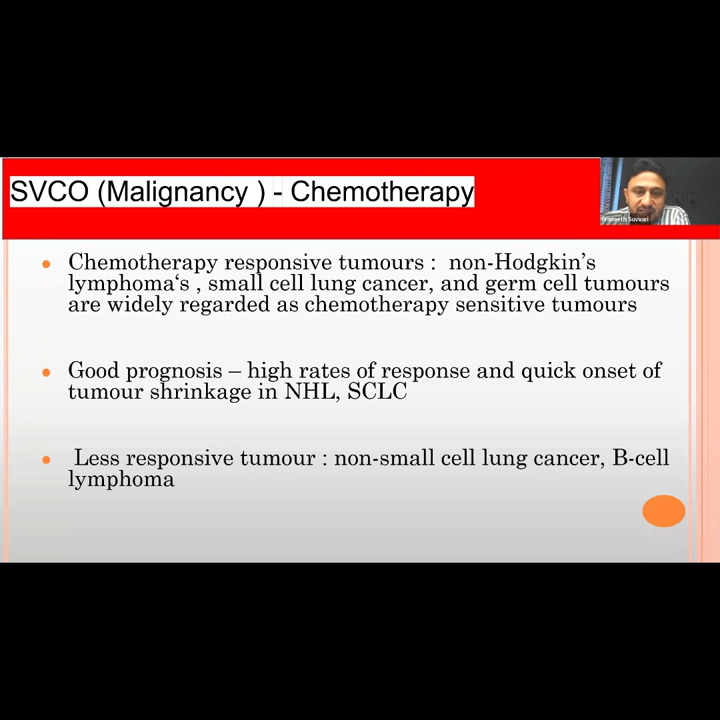 SVCO (Malignancy ) - Chemotherapy
Praneeth Suvvari
Chemotherapy responsive tumours : non-Hodgkin's
lymphoma‘s , small cell lung cancer, and germ cell tumours
are widely regarded as chemotherapy sensitive tumours
Good prognosis – high rates of response and quick onset of
tumour shrinkage in NHL, SCLC
Less responsive tumour : non-small cell lung cancer, B-cell
lymphoma